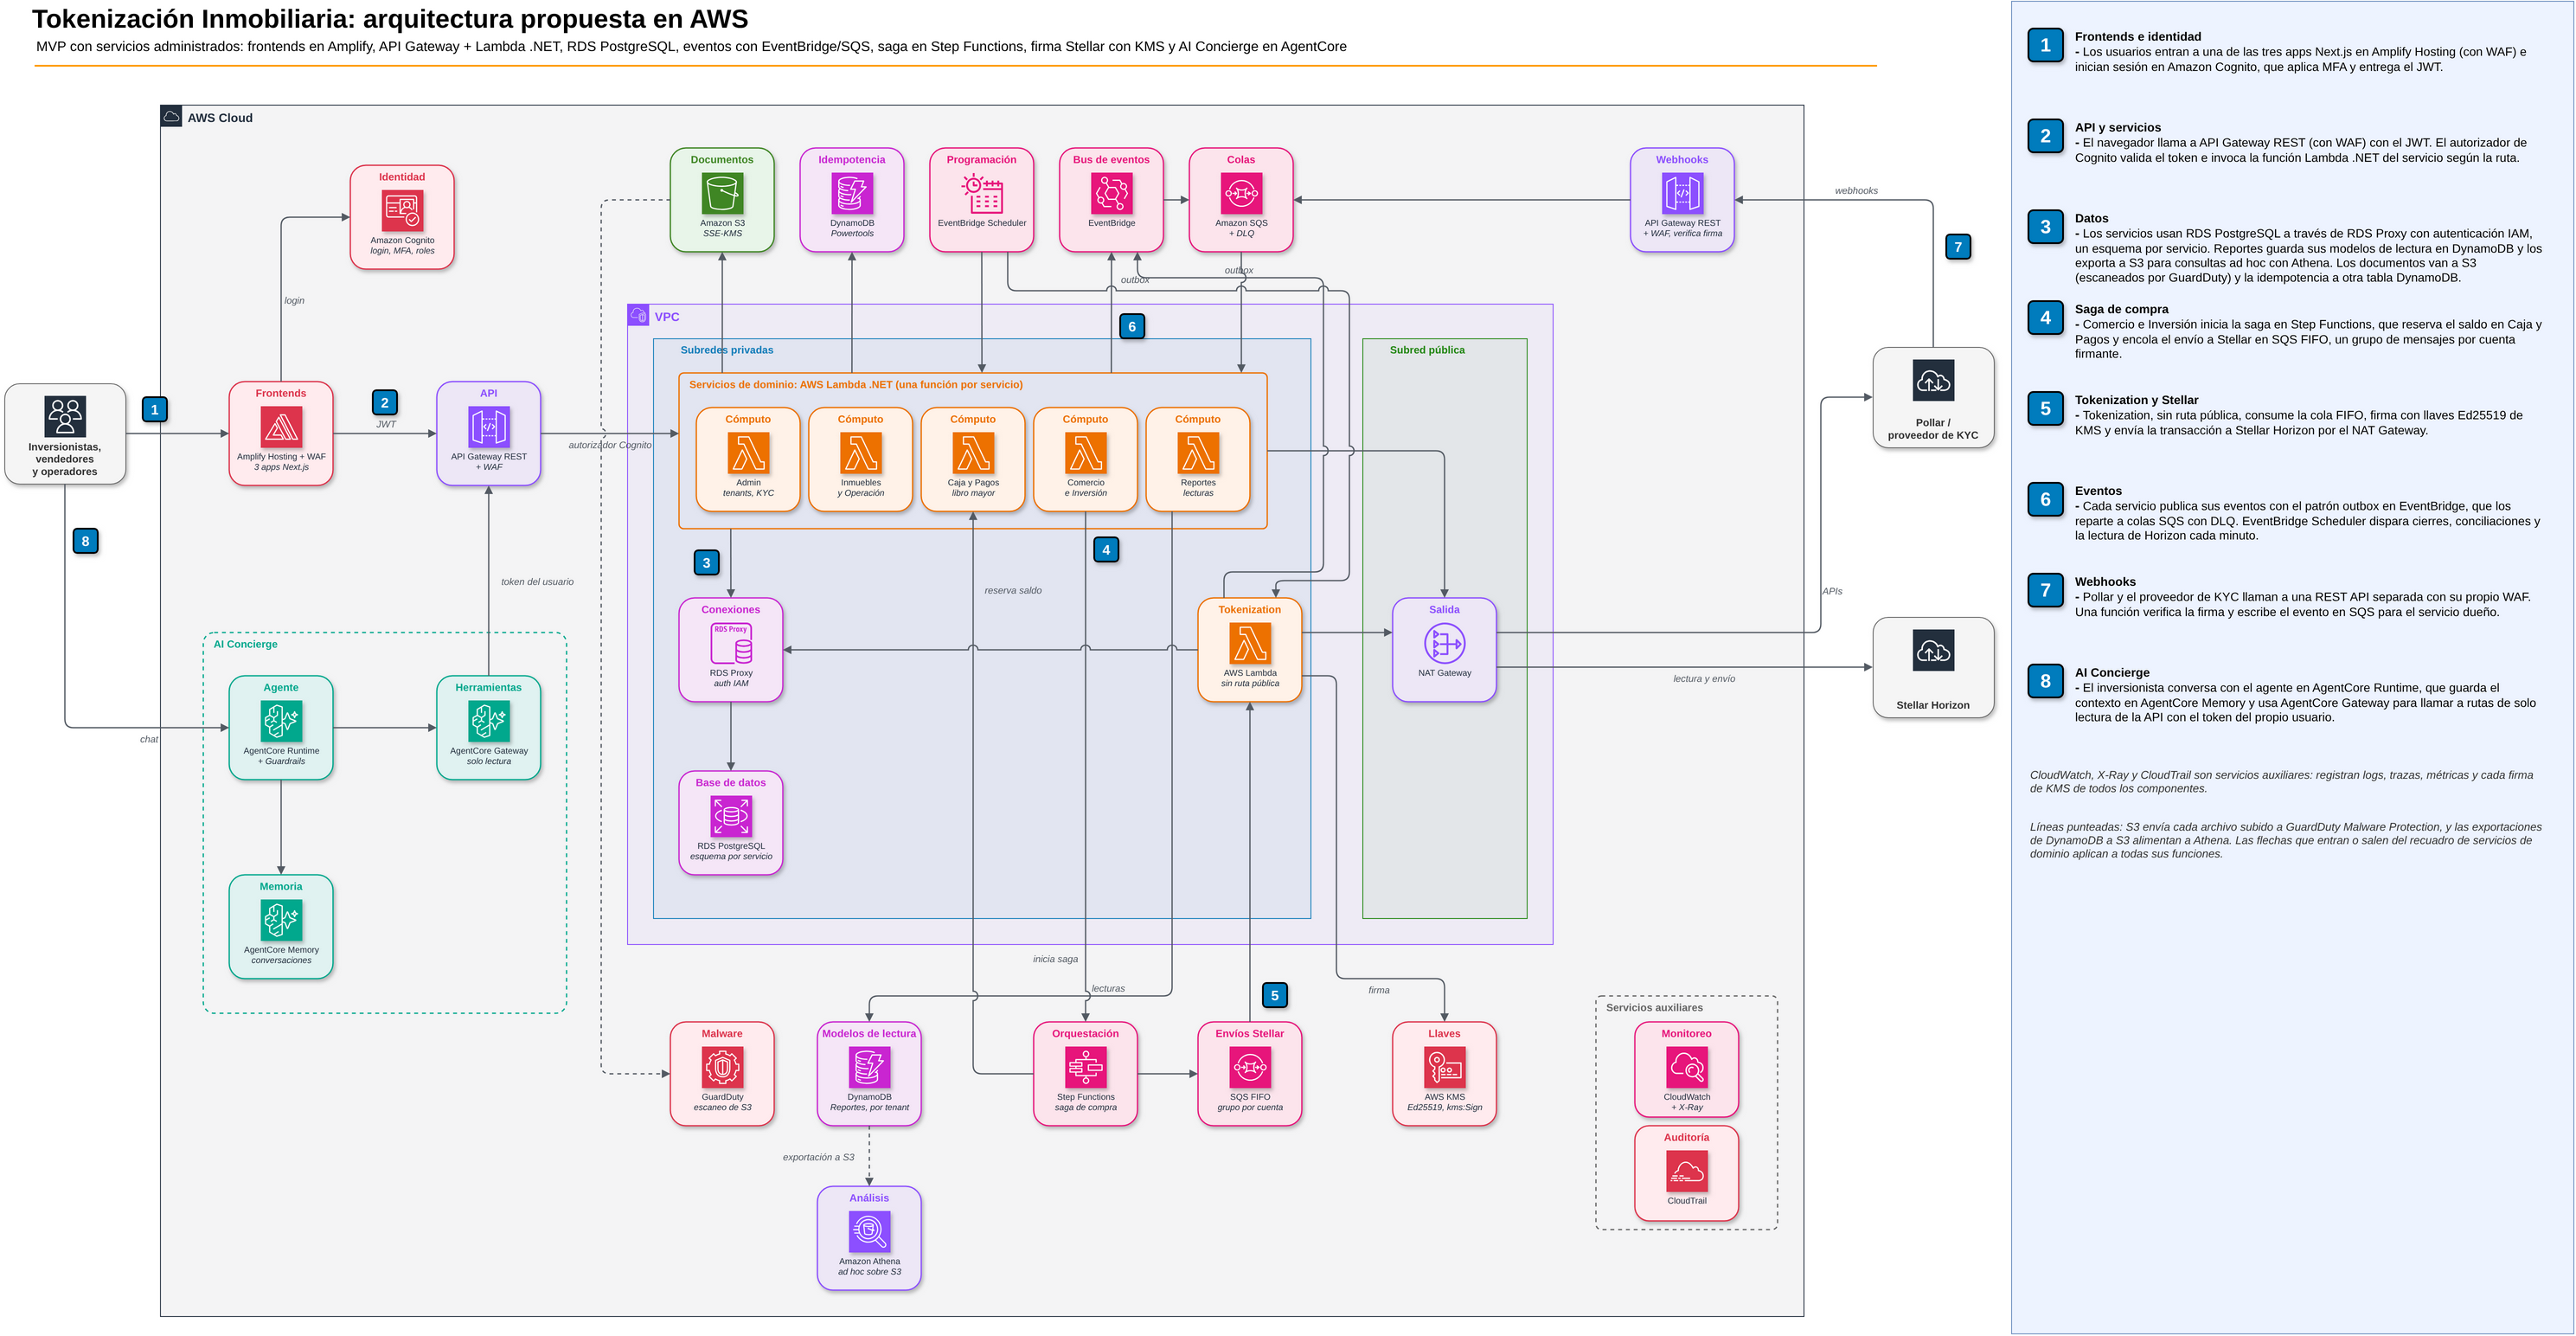 Tokenización Inmobiliaria: arquitectura propuesta en AWS
MVP con servicios administrados: frontends en Amplify, API Gateway + Lambda .NET, RDS PostgreSQL, eventos con EventBridge/SQS, saga en Step Functions, firma Stellar con KMS y AI Concierge en AgentCore
AWS Cloud
Identidad
Amazon Cognito
login, MFA, roles
Documentos
Amazon S3
SSE-KMS
Idempotencia
DynamoDB
Powertools
Programación
EventBridge Scheduler
Bus de eventos
EventBridge
Colas
Amazon SQS
+ DLQ
Webhooks
API Gateway REST
+ WAF, verifica firma
webhooks
7
outbox
outbox
login
VPC
6
Subredes privadas
Subred pública
Servicios de dominio: AWS Lambda .NET (una función por servicio)
Inversionistas,
vendedores
y operadores
1
Frontends
Amplify Hosting + WAF
3 apps Next.js
2
JWT
API
API Gateway REST
+ WAF
autorizador Cognito
Cómputo
Admin
tenants, KYC
Cómputo
Inmuebles
y Operación
Cómputo
Caja y Pagos
libro mayor
Cómputo
Comercio
e Inversión
Cómputo
Reportes
lecturas
Pollar /
proveedor de KYC
8
3
4
token del usuario
reserva saldo
APIs
Conexiones
RDS Proxy
RDS Proxy
auth IAM
Tokenization
AWS Lambda
sin ruta pública
Salida
NAT Gateway
lectura y envío
Stellar Horizon
AI Concierge
Agente
AgentCore Runtime
+ Guardrails
Herramientas
AgentCore Gateway
solo lectura
chat
Memoria
AgentCore Memory
conversaciones
Base de datos
RDS PostgreSQL
esquema por servicio
inicia saga
lecturas
5
firma
Malware
GuardDuty
escaneo de S3
Modelos de lectura
DynamoDB
Reportes, por tenant
Orquestación
Step Functions
saga de compra
Envíos Stellar
SQS FIFO
grupo por cuenta
Llaves
AWS KMS
Ed25519, kms:Sign
Servicios auxiliares
Monitoreo
CloudWatch
+ X-Ray
Auditoría
CloudTrail
exportación a S3
Análisis
Amazon Athena
ad hoc sobre S3
1
Frontends e identidad
- Los usuarios entran a una de las tres apps Next.js en Amplify Hosting (con WAF) e
inician sesión en Amazon Cognito, que aplica MFA y entrega el JWT.
2
API y servicios
- El navegador llama a API Gateway REST (con WAF) con el JWT. El autorizador de
Cognito valida el token e invoca la función Lambda .NET del servicio según la ruta.
3
Datos
- Los servicios usan RDS PostgreSQL a través de RDS Proxy con autenticación IAM,
un esquema por servicio. Reportes guarda sus modelos de lectura en DynamoDB y los
exporta a S3 para consultas ad hoc con Athena. Los documentos van a S3
(escaneados por GuardDuty) y la idempotencia a otra tabla DynamoDB.
4
Saga de compra
- Comercio e Inversión inicia la saga en Step Functions, que reserva el saldo en Caja y
Pagos y encola el envío a Stellar en SQS FIFO, un grupo de mensajes por cuenta
firmante.
5
Tokenization y Stellar
- Tokenization, sin ruta pública, consume la cola FIFO, firma con llaves Ed25519 de
KMS y envía la transacción a Stellar Horizon por el NAT Gateway.
6
Eventos
- Cada servicio publica sus eventos con el patrón outbox en EventBridge, que los
reparte a colas SQS con DLQ. EventBridge Scheduler dispara cierres, conciliaciones y
la lectura de Horizon cada minuto.
7
Webhooks
- Pollar y el proveedor de KYC llaman a una REST API separada con su propio WAF.
Una función verifica la firma y escribe el evento en SQS para el servicio dueño.
8
AI Concierge
- El inversionista conversa con el agente en AgentCore Runtime, que guarda el
contexto en AgentCore Memory y usa AgentCore Gateway para llamar a rutas de solo
lectura de la API con el token del propio usuario.
CloudWatch, X-Ray y CloudTrail son servicios auxiliares: registran logs, trazas, métricas y cada firma
de KMS de todos los componentes.
Líneas punteadas: S3 envía cada archivo subido a GuardDuty Malware Protection, y las exportaciones
de DynamoDB a S3 alimentan a Athena. Las flechas que entran o salen del recuadro de servicios de
dominio aplican a todas sus funciones.